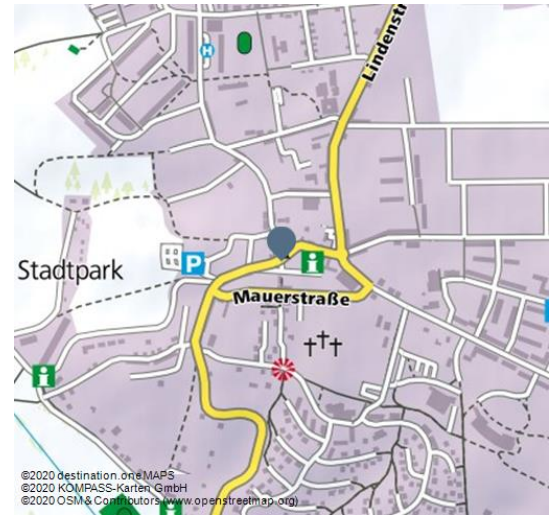 H
Lindenstr
P
i
Mauerstraße
Stadtpark
i
i
P
©2020 destination.one MAPS
©2020 KOMPASS-Karten GmbH
©2020 OSM & Contributors (www.openstreetmap.org)